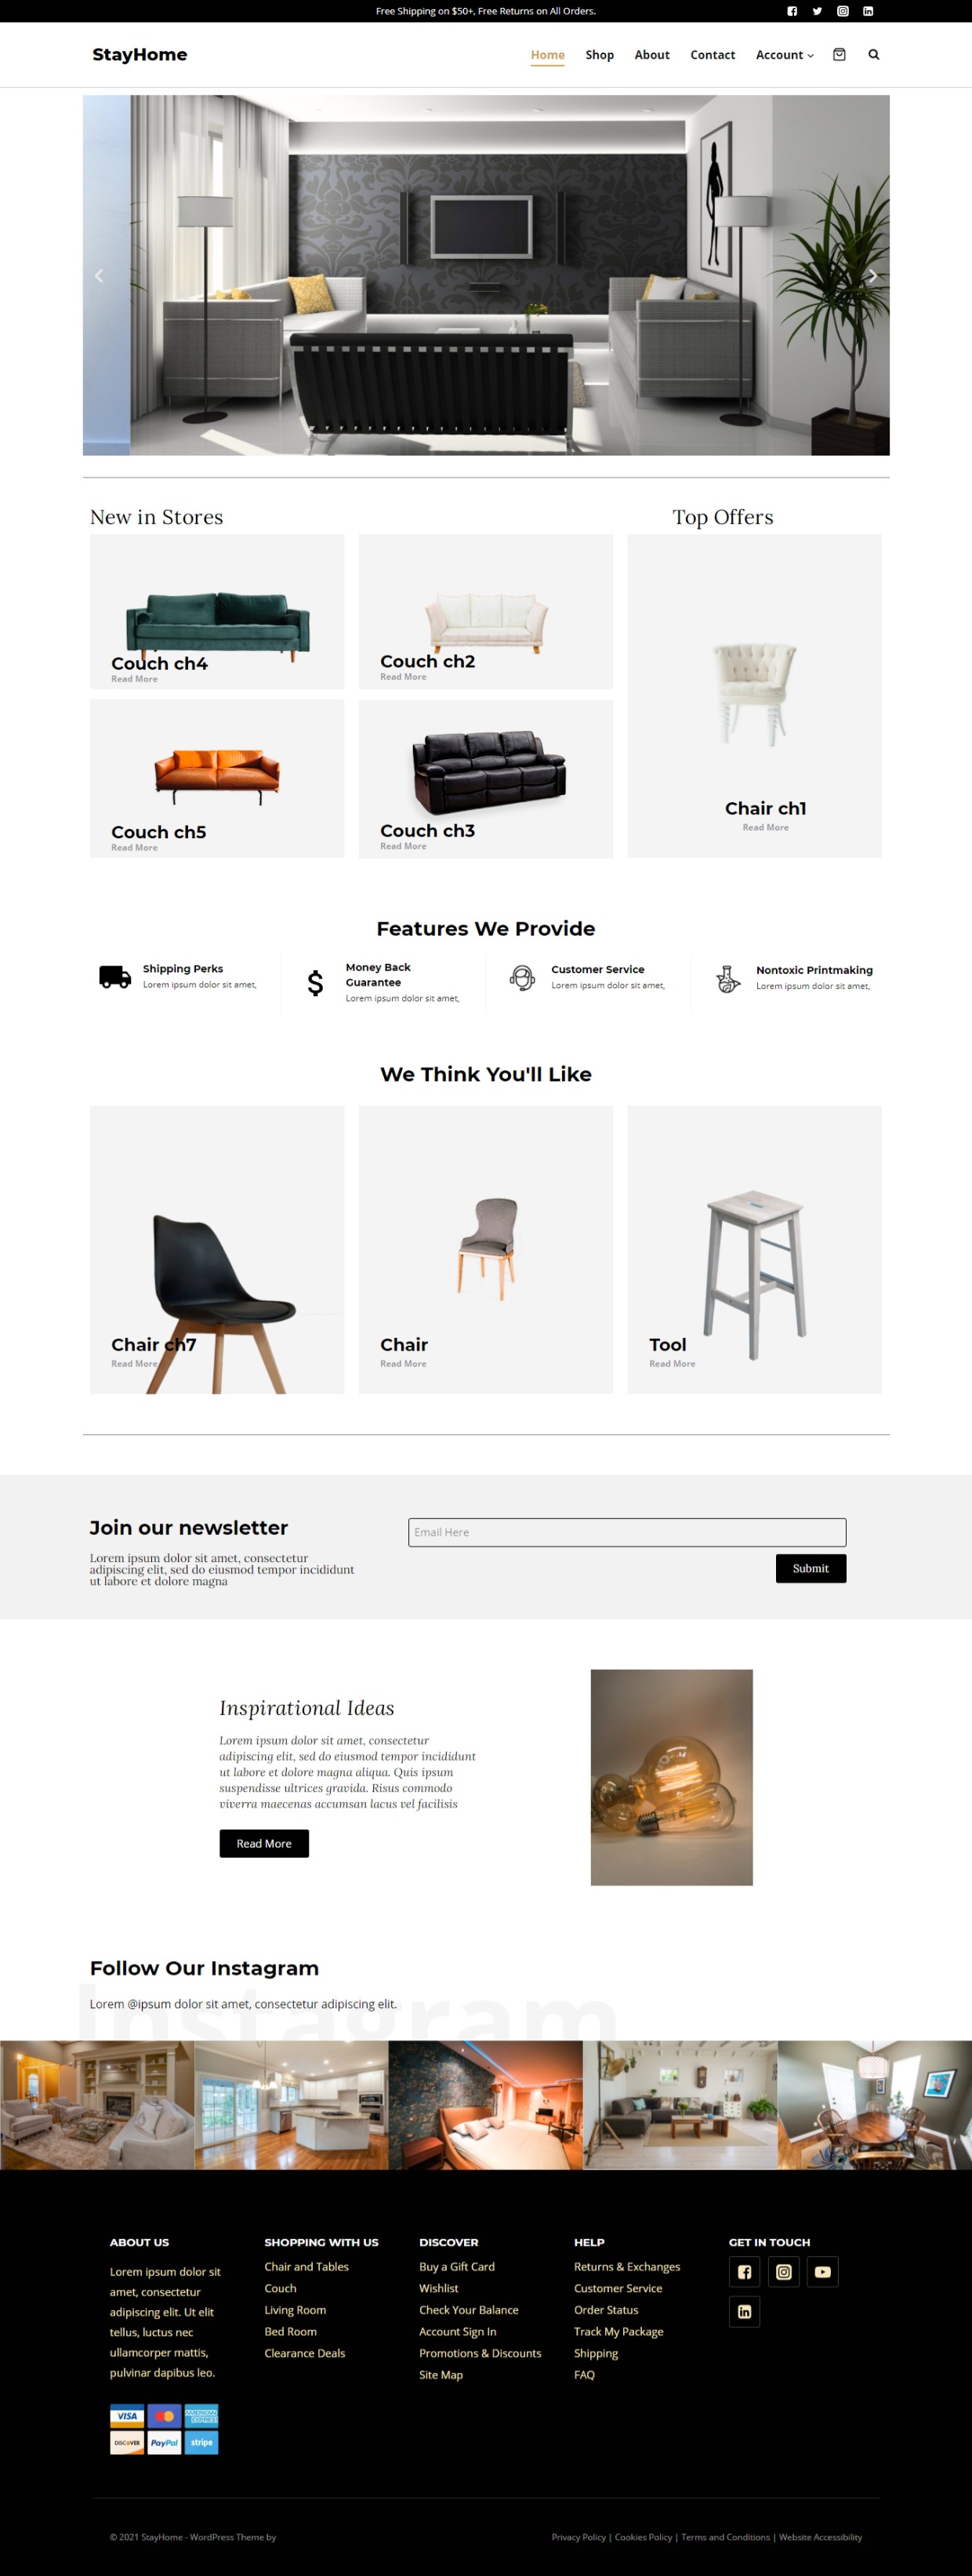 Free Shipping on $50+, Free Returns on All Orders.
StayHome
Home Shop About Contact Account
New in Stores
Top Offers
Couch ch4
Read More
Couch ch2
Read More
Couch ch5
Read More
Couch ch3
Read More
Chair ch1
Read More
Features We Provide
Shipping Perks
Lorem ipsum dolor sit amet,
Money Back
Guarantee
Lorem ipsum dolor sit amet,
Customer Service
Lorem ipsum dolor sit amet,
Nontoxic Printmaking
Lorem ipsum dolor sit amet,
We Think You'll Like
Chair ch7
Read More
Chair
Read More
Tool
Read More
Join our newsletter
Lorem ipsum dolor sit amet, consectetur
adipiscing elit, sed do eiusmod tempor incididunt
ut labore et dolore magna
Email Here
Submit
Inspirational Ideas
Lorem ipsum dolor sit amet, consectetur
adipiscing elit, sed do eiusmod tempor incididunt
ut labore et dolore magna aliqua. Quis ipsum
suspendisse ultrices gravida. Risus commodo
viverra maecenas accumsan lacus vel facilisis
Read More
Follow Our Instagram
Instagram
Lorem @ipsum dolor sit amet, consectetur adipiscing elit.
ABOUT US
Lorem ipsum dolor sit
amet, consectetur
adipiscing elit. Ut elit
tellus, luctus nec
ullamcorper mattis,
pulvinar dapibus leo.
VISA
AMERICAN
EXPRESS
DISCOVER PayPal stripe
SHOPPING WITH US
Chair and Tables
Couch
Living Room
Bed Room
Clearance Deals
DISCOVER
Buy a Gift Card
Wishlist
Check Your Balance
Account Sign In
Promotions & Discounts
Site Map
HELP
Returns & Exchanges
Customer Service
Order Status
Track My Package
Shipping
FAQ
GET IN TOUCH
© 2021 StayHome - WordPress Theme by
Privacy Policy | Cookies Policy | Terms and Conditions | Website Accessibility